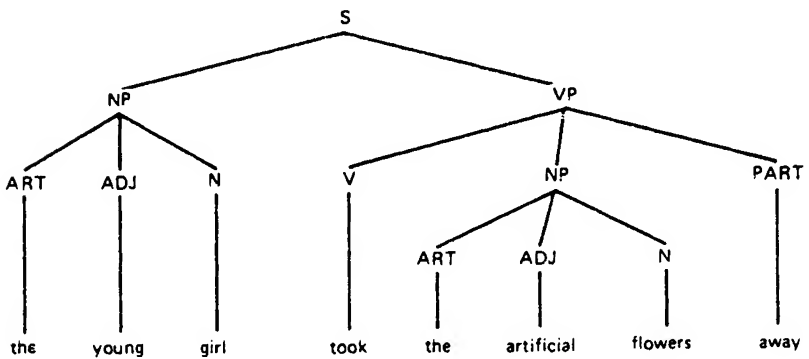 S
NP VP
ART ADJ N V NP PART
ART ADJ N
the young girl took the artificial flowers away